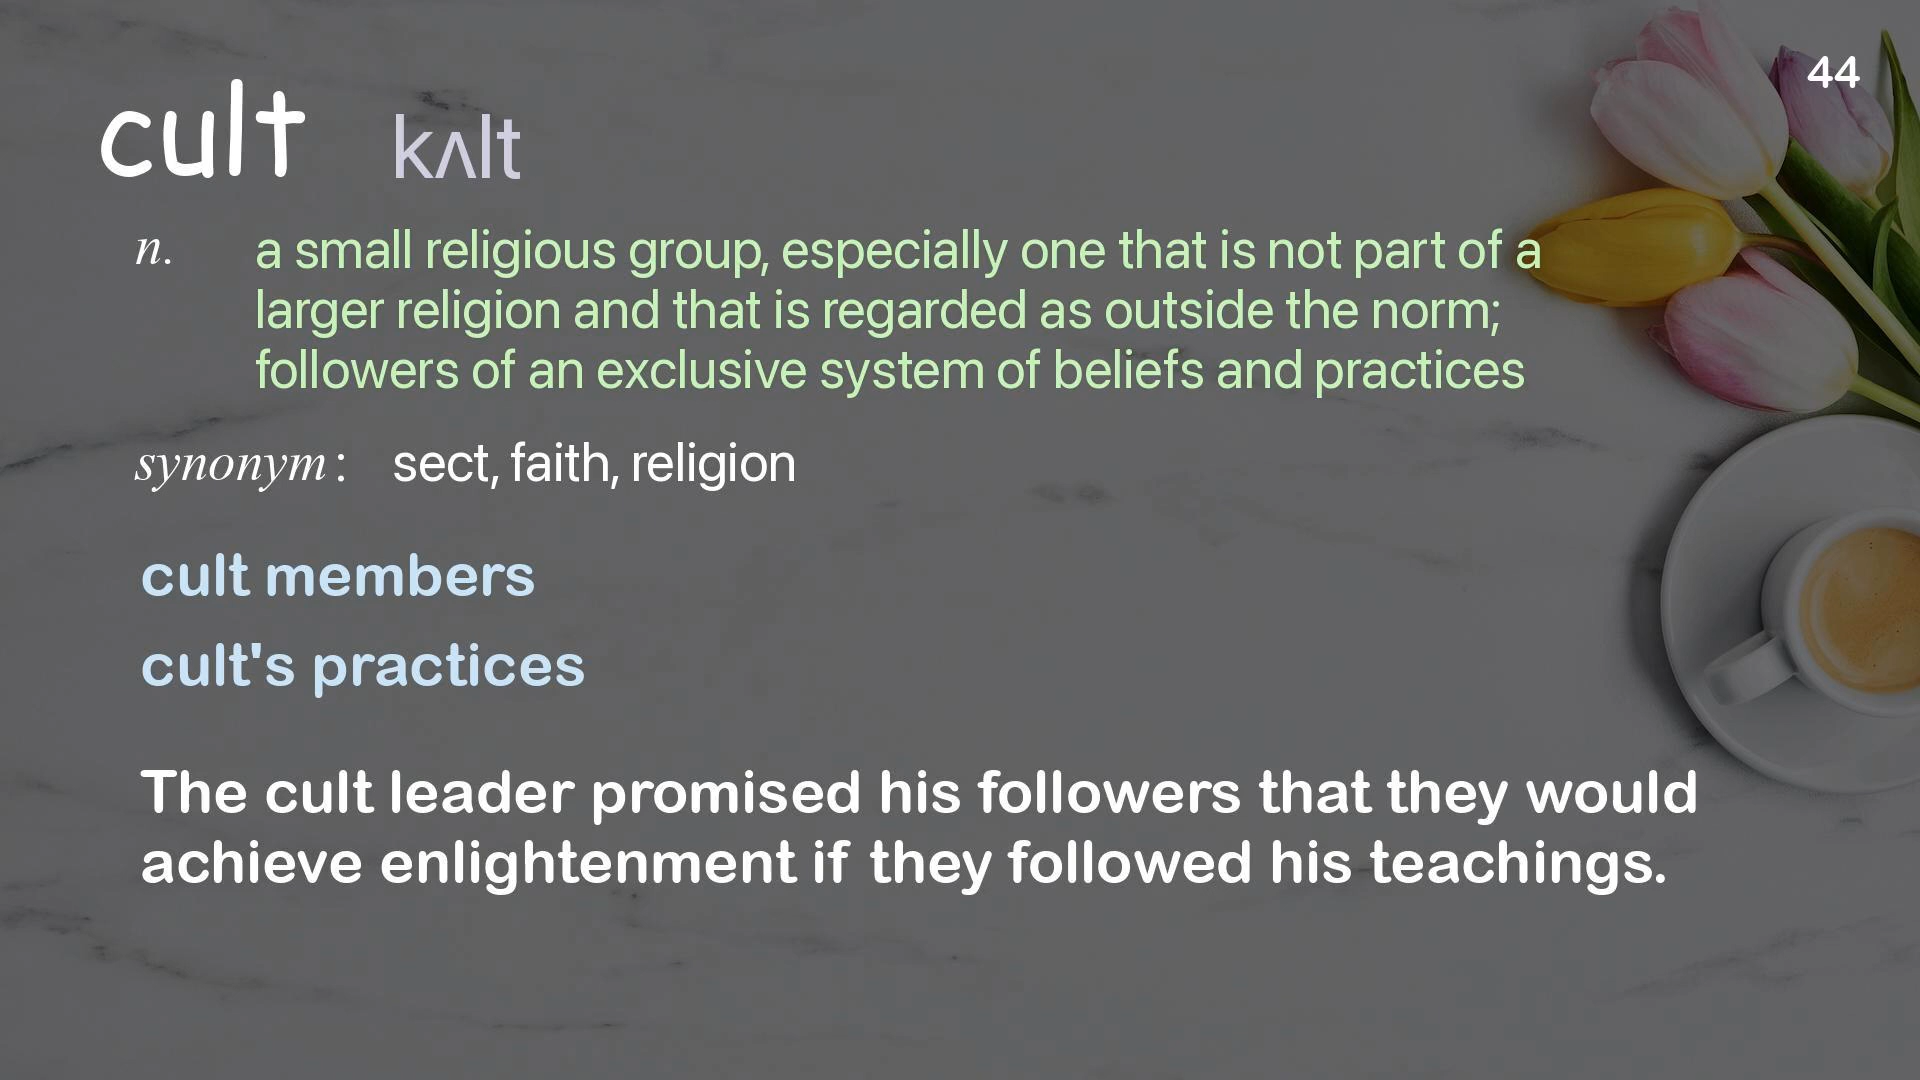 44
cult kʌlt
n. a small religious group, especially one that is not part of a
larger religion and that is regarded as outside the norm;
followers of an exclusive system of beliefs and practices
synonym: sect, faith, religion
cult members
cult's practices
The cult leader promised his followers that they would
achieve enlightenment if they followed his teachings.